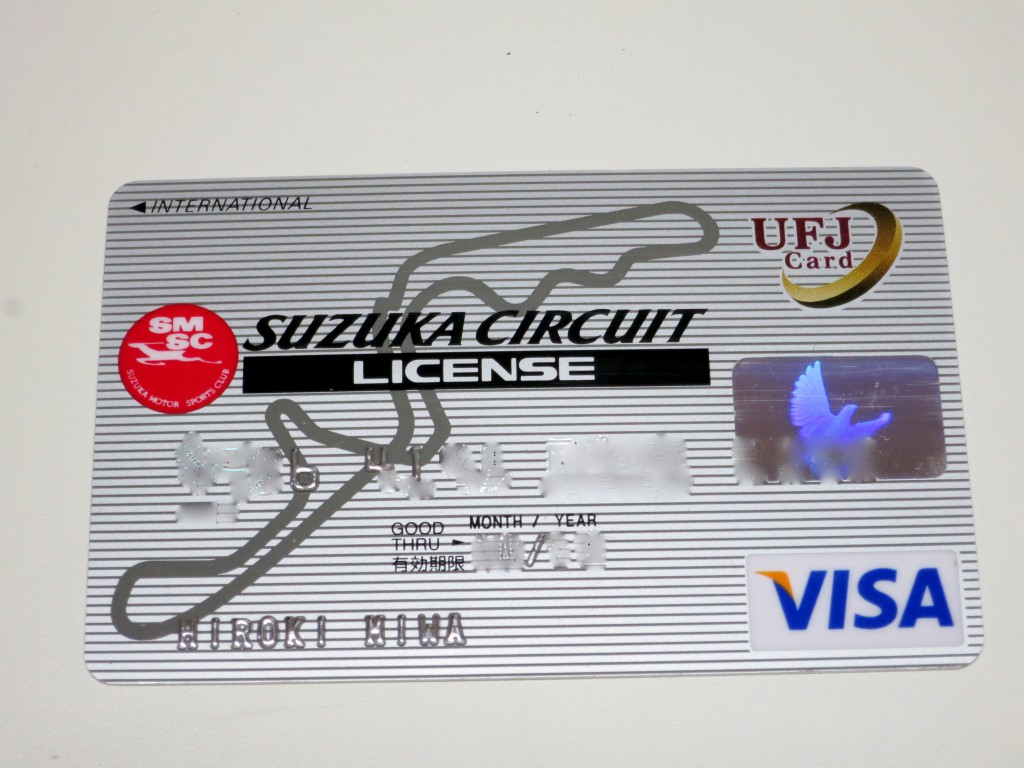 ◀INTERNATIONAL
UFJ
Card
SM
SC
SUZUKA MOTOR SPORTS CLUB
SUZUKA CIRCUIT
LICENSE
MONTH / YEAR
GOOD
THRU
有効期限
VISA
HIROKI MIWA